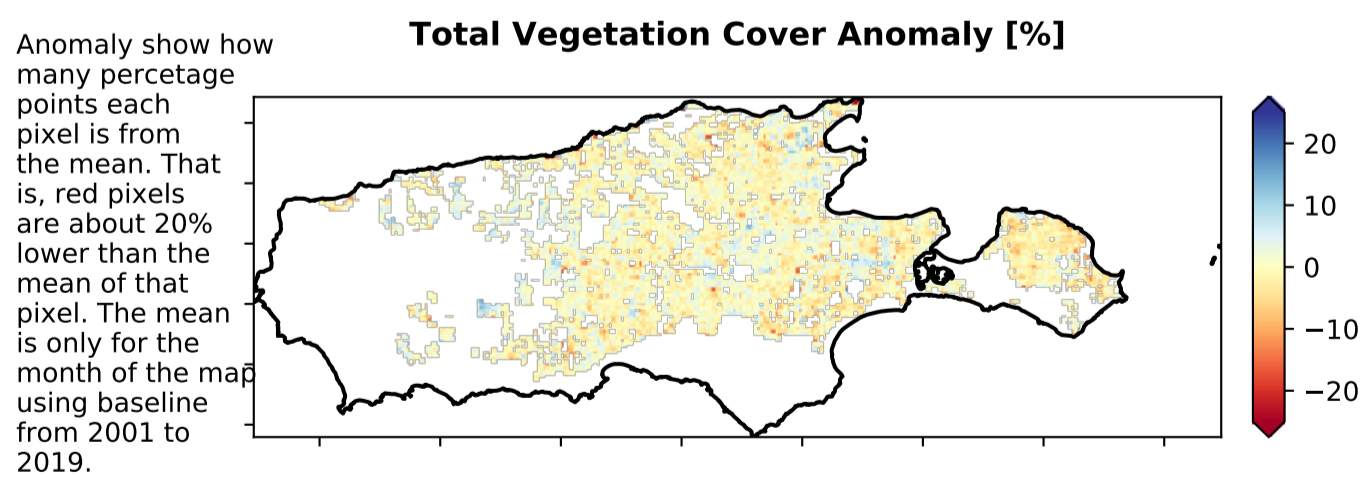 Total Vegetation Cover Anomaly [%]
Anomaly show how
many percetage
points each
pixel is from
the mean. That
is, red pixels
are about 20%
lower than the
mean of that
pixel. The mean
is only for the
month of the map
using baseline
from 2001 to
2019.
20
10
0
−10
−20